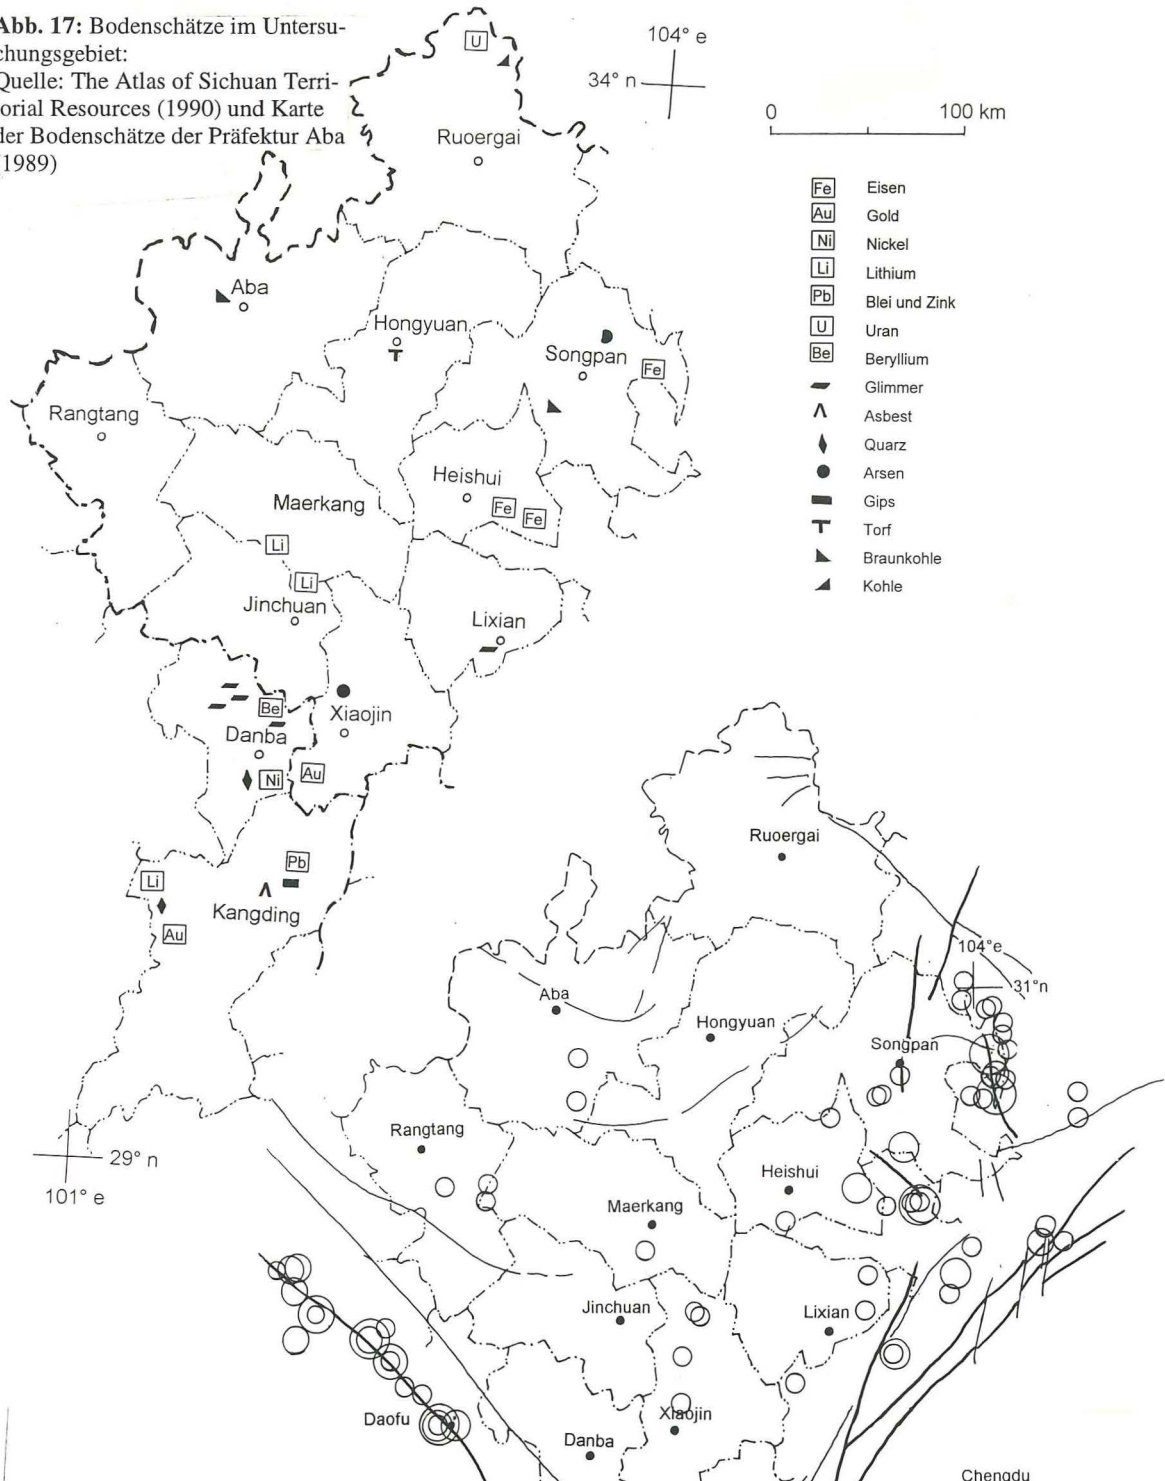 Abb. 17: Bodenschätze im Untersu-
chungsgebiet:
Quelle: The Atlas of Sichuan Terri-
orial Resources (1990) und Karte
der Bodenschätze der Präfektur Aba
1989)
104° e
34° n
0 100 km
U
Ruoergai
Fe Eisen
Au Gold
Ni Nickel
Li Lithium
Pb Blei und Zink
U Uran
Be Beryllium
Glimmer
Asbest
Quarz
Arsen
Gips
Torf
Braunkohle
Kohle
Aba
Hongyuan
Songpan
Fe
Rangtang
Heishui
Fe
Fe
Maerkang
Li
Li
Jinchuan
Lixian
Be
Xiaojin
Danba
Ni
Au
Pb
Li
Kangding
Au
29° n
101° e
Ruoergai
104°e
31°n
Aba
Hongyuan
Songpan
Rangtang
Heishui
Maerkang
Jinchuan
Lixian
Daofu
Xiaojin
Danba
Chengdu